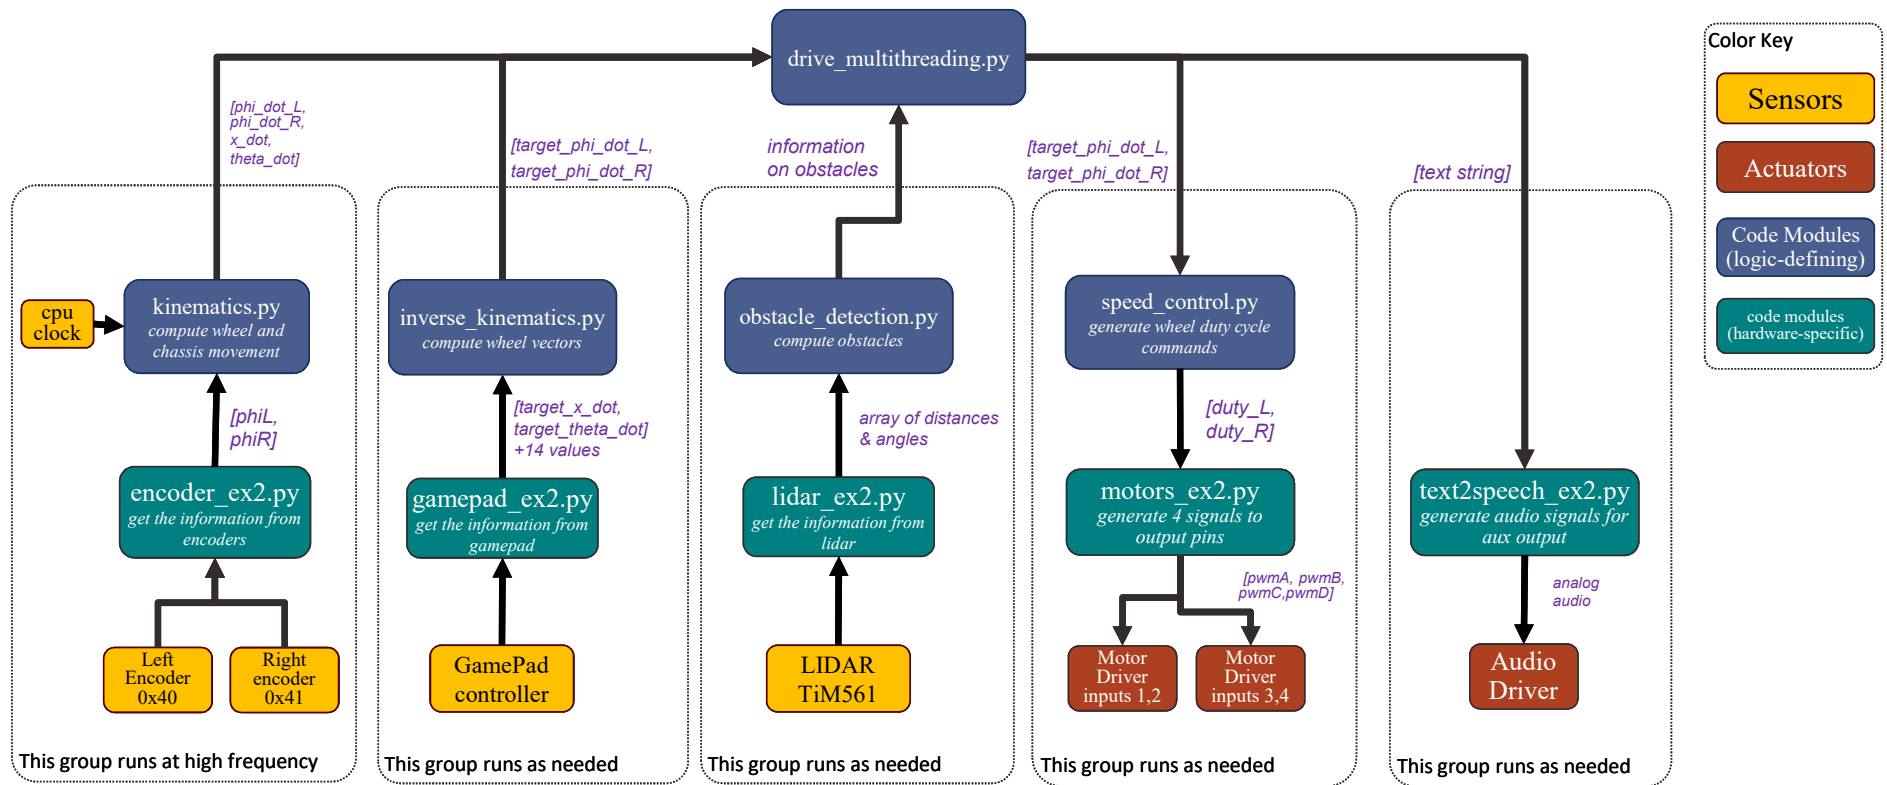 drive_multithreading.py
Color Key
Sensors
Actuators
Code Modules
(logic-defining)
code modules
(hardware-specific)
[phi_dot_L,
phi_dot_R,
x_dot,
theta_dot]
[target_phi_dot_L,
target_phi_dot_R]
information
on obstacles
[target_phi_dot_L,
target_phi_dot_R]
[text string]
cpu
clock
kinematics.py
compute wheel and
chassis movement
[phiL,
phiR]
encoder_ex2.py
get the information from
encoders
Left
Encoder
0x40
Right
encoder
0x41
This group runs at high frequency
inverse_kinematics.py
compute wheel vectors
[target_x_dot,
target_theta_dot]
+14 values
gamepad_ex2.py
get the information from
gamepad
GamePad
controller
This group runs as needed
obstacle_detection.py
compute obstacles
array of distances
& angles
lidar_ex2.py
get the information from
lidar
LIDAR
TiM561
This group runs as needed
speed_control.py
generate wheel duty cycle
commands
[duty_L,
duty_R]
motors_ex2.py
generate 4 signals to
output pins
[pwmA, pwmB,
pwmC,pwmD]
Motor
Driver
inputs 1,2
Motor
Driver
inputs 3,4
This group runs as needed
text2speech_ex2.py
generate audio signals for
aux output
analog
audio
Audio
Driver
This group runs as needed